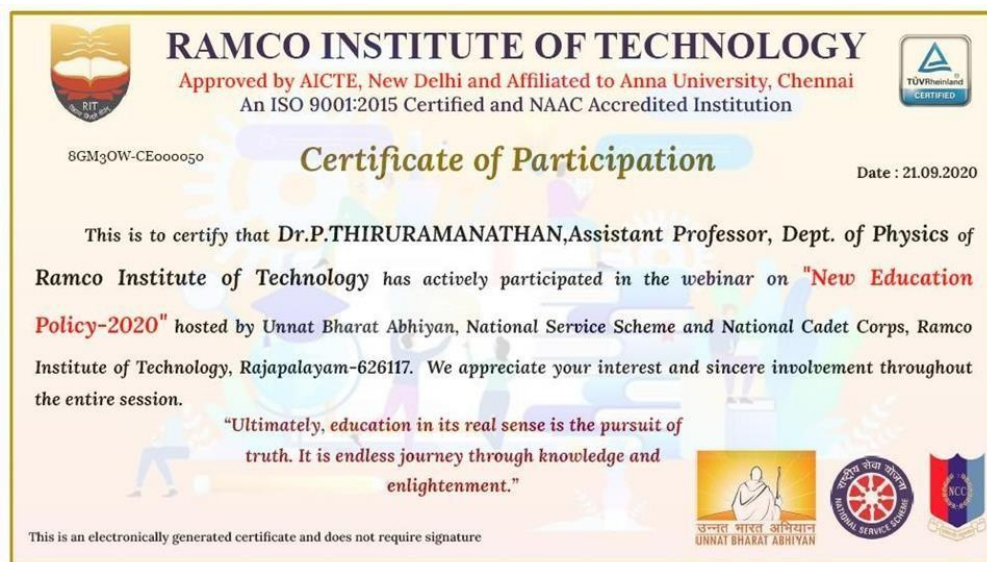 RAMCO INSTITUTE OF TECHNOLOGY
Approved by AICTE, New Delhi and Affiliated to Anna University, Chennai
An ISO 9001:2015 Certified and NAAC Accredited Institution
RIT
TÜVRheinland
CERTIFIED
8GM3OW-CE000050
Certificate of Participation
Date : 21.09.2020
This is to certify that Dr.P.THIRURAMANATHAN,Assistant Professor, Dept. of Physics of
Ramco Institute of Technology has actively participated in the webinar on "New Education
Policy-2020" hosted by Unnat Bharat Abhiyan, National Service Scheme and National Cadet Corps, Ramco
Institute of Technology, Rajapalayam-626117. We appreciate your interest and sincere involvement throughout
the entire session.
“Ultimately, education in its real sense is the pursuit of
truth. It is endless journey through knowledge and
enlightenment.”
उन्नत भारत अभियान
UNNAT BHARAT ABHIYAN
राष्ट्रीय सेवा योजना
NATIONAL SERVICE SCHEME
NCC
This is an electronically generated certificate and does not require signature